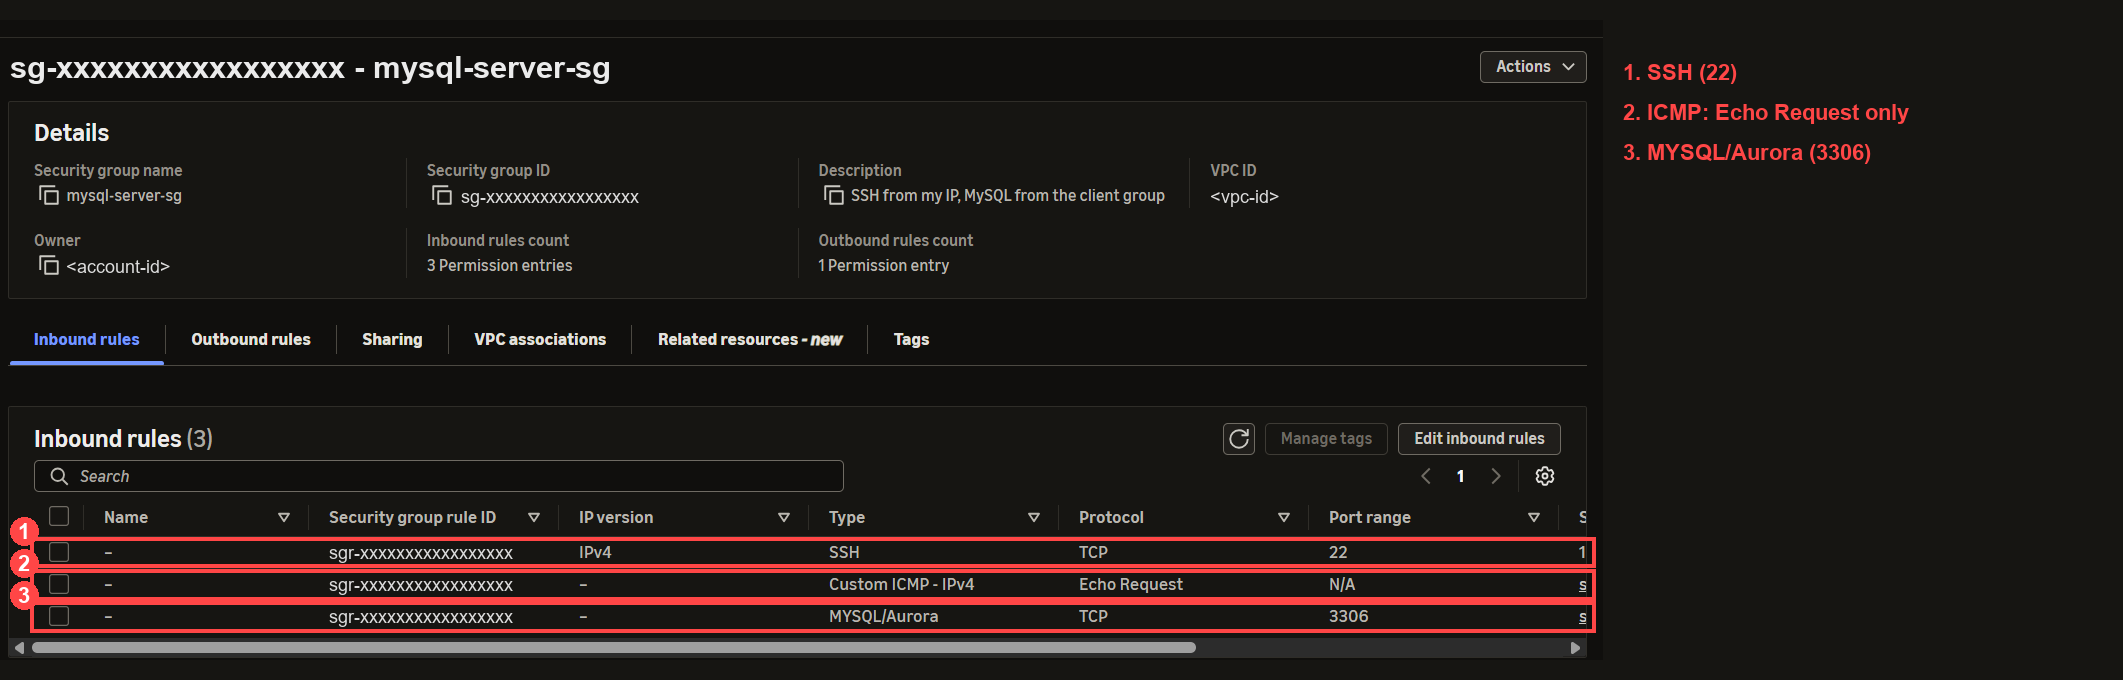 sg-xxxxxxxxxxxxxxxxx - mysql-server-sg
Actions
1. SSH (22)
2. ICMP: Echo Request only
3. MYSQL/Aurora (3306)
Details
Security group name
mysql-server-sg
Security group ID
sg-xxxxxxxxxxxxxxxxx
Description
SSH from my IP, MySQL from the client group
VPC ID
<vpc-id>
Owner
<account-id>
Inbound rules count
3 Permission entries
Outbound rules count
1 Permission entry
Inbound rules Outbound rules Sharing VPC associations Related resources - new Tags
Inbound rules (3)
Manage tags
Edit inbound rules
Search
1
Name Security group rule ID IP version Type Protocol Port range S
1 – sgr-xxxxxxxxxxxxxxxxx IPv4 SSH TCP 22 1
2 – sgr-xxxxxxxxxxxxxxxxx – Custom ICMP - IPv4 Echo Request N/A s
3 – sgr-xxxxxxxxxxxxxxxxx – MYSQL/Aurora TCP 3306 s